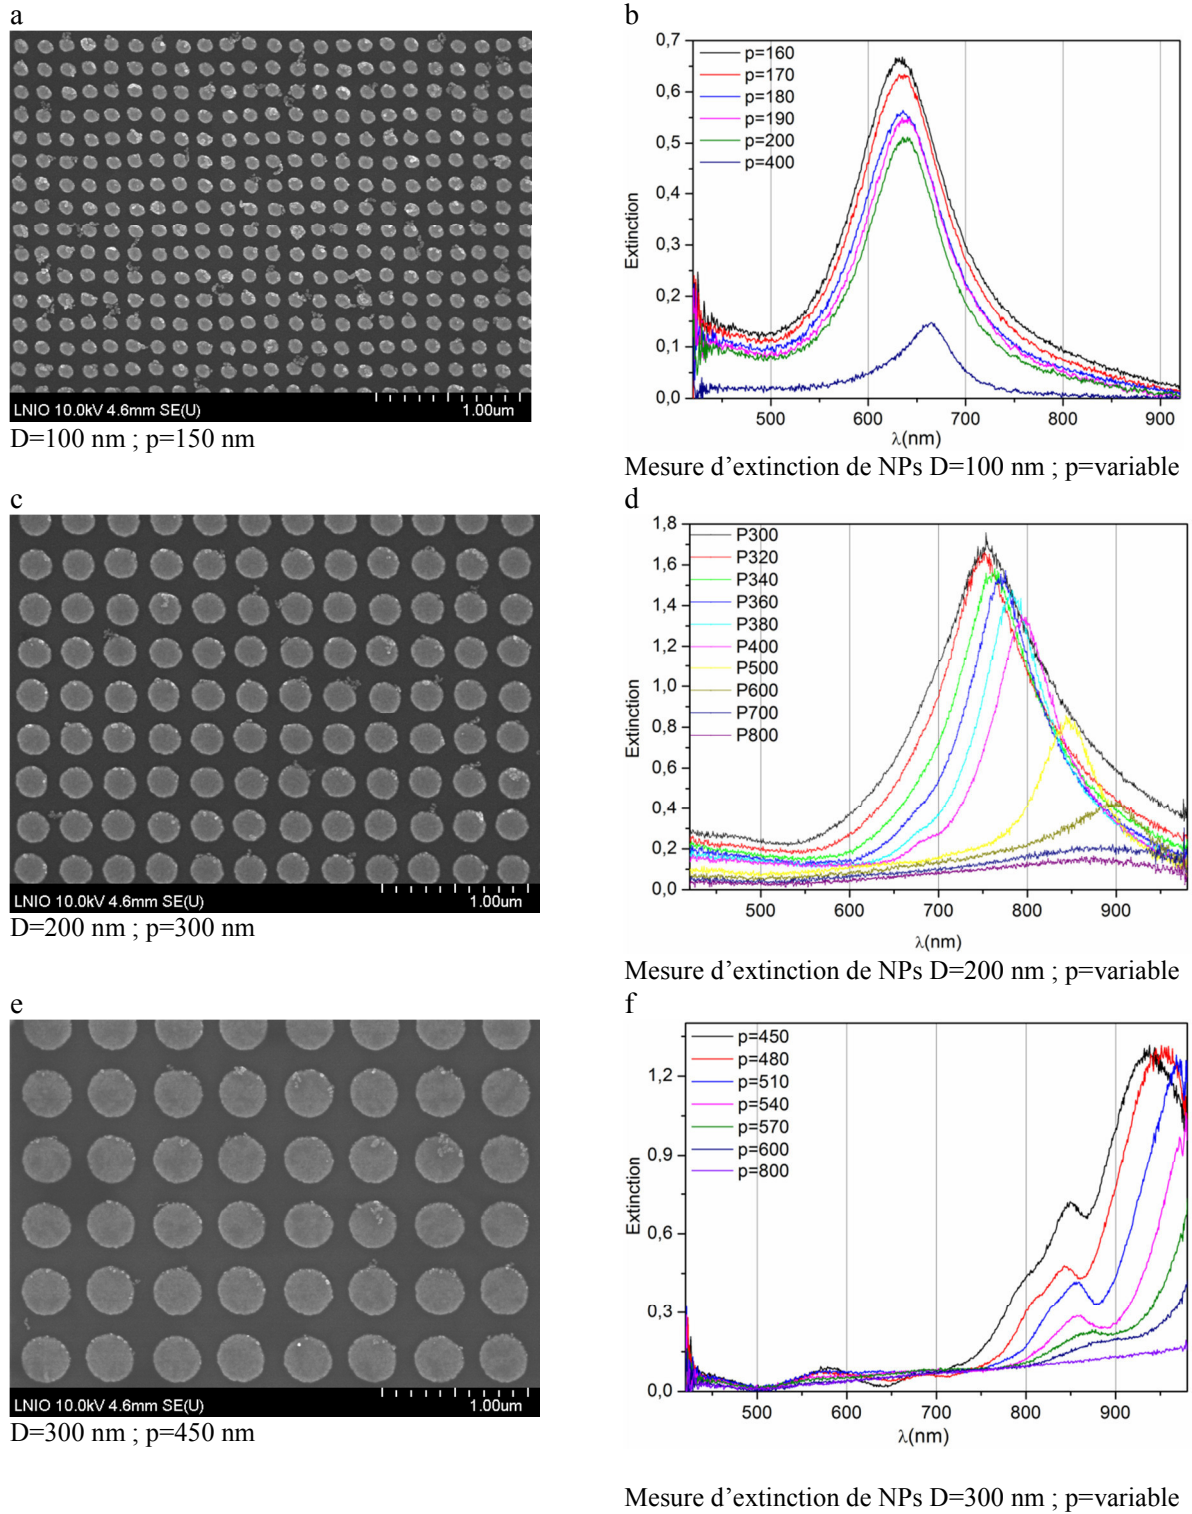 a
LNIO 10.0kV 4.6mm SE(U)
1.00um
D=100 nm ; p=150 nm
b
0,7
0,6
0,5
0,4
0,3
0,2
0,1
0,0
Extinction
p=160
p=170
p=180
p=190
p=200
p=400
500 600 700 800 900
λ(nm)
Mesure d’extinction de NPs D=100 nm ; p=variable
c
LNIO 10.0kV 4.6mm SE(U)
1.00um
D=200 nm ; p=300 nm
d
1,8
1,6
1,4
1,2
1,0
0,8
0,6
0,4
0,2
0,0
Extinction
P300
P320
P340
P360
P380
P400
P500
P600
P700
P800
500 600 700 800 900
λ(nm)
Mesure d’extinction de NPs D=200 nm ; p=variable
e
LNIO 10.0kV 4.6mm SE(U)
1.00um
D=300 nm ; p=450 nm
f
1,2
0,9
0,6
0,3
0,0
Extinction
p=450
p=480
p=510
p=540
p=570
p=600
p=800
500 600 700 800 900
λ(nm)
Mesure d’extinction de NPs D=300 nm ; p=variable